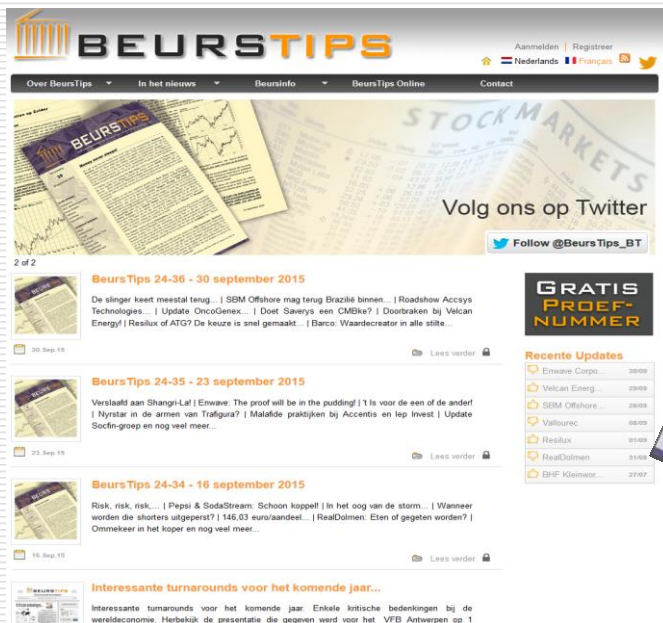 BEURSTIPS
Aanmelden | Registreer
Nederlands Français
Over BeursTips In het nieuws Beursinfo BeursTips Online Contact
BEURSTIPS
STOCK MARKETS
Volg ons op Twitter
Follow @BeursTips_BT
2 of 2
BeursTips 24-36 - 30 september 2015
De slinger keert meestal terug... | SBM Offshore mag terug Brazilië binnen... | Roadshow Accsys
Technologies... | Update OncoGenex... | Doet Saverys een CMBke? | Doorbraken bij Velcan
Energy! | Resilux of ATG? De keuze is snel gemaakt... | Barco: Waardecreator in alle stilte...
30. Sep. 15
Lees verder
BeursTips 24-35 - 23 september 2015
Verslaafd aan Shangri-La! | Enwave: The proof will be in the pudding! | 't Is voor de een of de ander!
| Nyrstar in de armen van Trafigura? | Malafide praktijken bij Accentis en Iep Invest | Update
Socfin-groep en nog veel meer...
23. Sep. 15
Lees verder
BeursTips 24-34 - 16 september 2015
Risk, risk, risk,... | Pepsi & SodaStream: Schoon koppel! | In het oog van de storm... | Wanneer
worden die shorters uitgeperst? | 146,03 euro/aandeel... | RealDolmen: Eten of gegeten worden? |
Ommekeer in het koper en nog veel meer...
16. Sep. 15
Lees verder
Interessante turnarounds voor het komende jaar...
Interessante turnarounds voor het komende jaar. Enkele kritische bedenkingen bij de
wereldeconomie. Herbekijk de presentatie die gegeven werd voor het VFB Antwerpen op 1
GRATIS
PROEF-
NUMMER
Recente Updates
Enwave Corpo... 30/09
Velcan Energ... 29/09
SBM Offshore... 28/09
Vallourec 08/09
Resilux 01/09
RealDolmen 31/08
BHF Kleinwor... 27/07